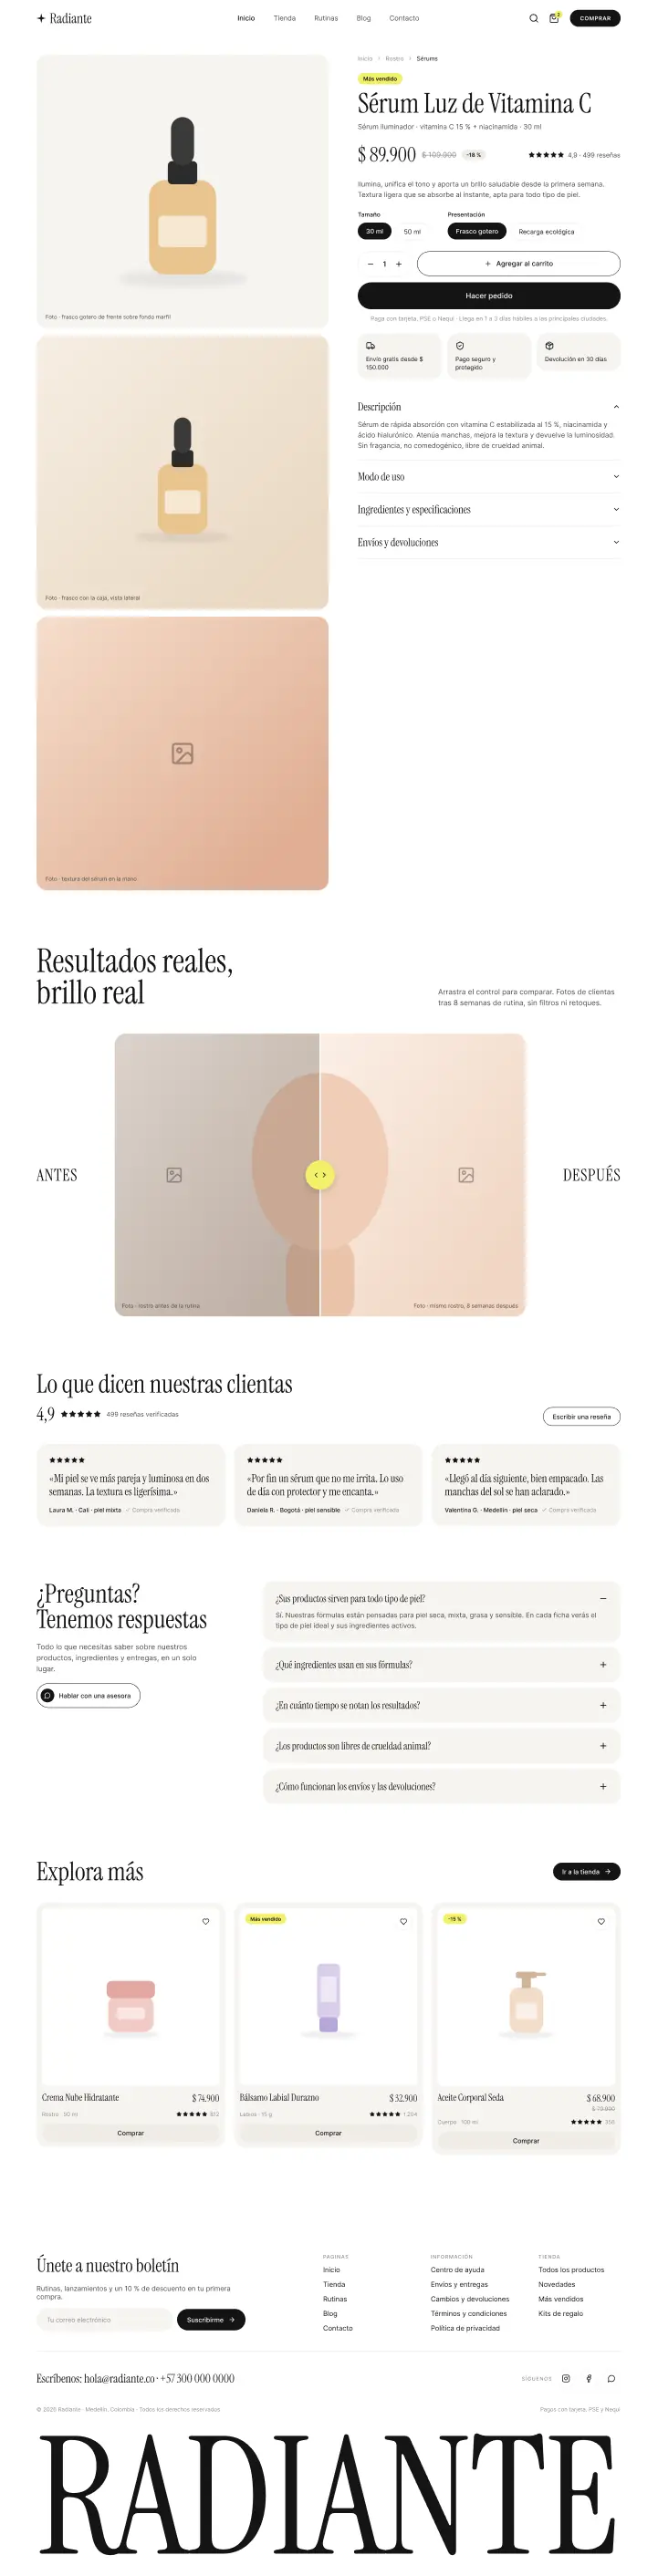 Radiante
Inicio Tienda Rutinas Blog Contacto
COMPRAR
Foto · frasco gotero de frente sobre fondo marfil
Foto · frasco con la caja, vista lateral
Foto · textura del sérum en la mano
Inicio Rostro Sérums
Más vendido
Sérum Luz de Vitamina C
Sérum iluminador · vitamina C 15 % + niacinamida · 30 ml
$ 89.900 $ 109.900 -18 % 4,9 · 499 reseñas
Ilumina, unifica el tono y aporta un brillo saludable desde la primera semana.
Textura ligera que se absorbe al instante, apta para todo tipo de piel.
Tamaño Presentación
30 ml 50 ml Frasco gotero Recarga ecológica
− 1 + + Agregar al carrito
Hacer pedido
Paga con tarjeta, PSE o Nequi · Llega en 1 a 3 días hábiles a las principales ciudades.
Envío gratis desde $
150.000
Pago seguro y
protegido
Devolución en 30 días
Descripción
Sérum de rápida absorción con vitamina C estabilizada al 15 %, niacinamida y
ácido hialurónico. Atenúa manchas, mejora la textura y devuelve la luminosidad.
Sin fragancia, no comedogénico, libre de crueldad animal.
Modo de uso
Ingredientes y especificaciones
Envíos y devoluciones
Resultados reales,
brillo real
Arrastra el control para comparar. Fotos de clientas
tras 8 semanas de rutina, sin filtros ni retoques.
ANTES
DESPUÉS
Foto · rostro antes de la rutina
Foto · mismo rostro, 8 semanas después
Lo que dicen nuestras clientas
4,9 499 reseñas verificadas
Escribir una reseña
«Mi piel se ve más pareja y luminosa en dos
semanas. La textura es ligerísima.»
Laura M. · Cali · piel mixta Compra verificada
«Por fin un sérum que no me irrita. Lo uso
de día con protector y me encanta.»
Daniela R. · Bogotá · piel sensible Compra verificada
«Llegó al día siguiente, bien empacado. Las
manchas del sol se han aclarado.»
Valentina G. · Medellín · piel seca Compra verificada
¿Preguntas?
Tenemos respuestas
Todo lo que necesitas saber sobre nuestros
productos, ingredientes y entregas, en un solo
lugar.
Hablar con una asesora
¿Sus productos sirven para todo tipo de piel?
Sí. Nuestras fórmulas están pensadas para piel seca, mixta, grasa y sensible. En cada ficha verás el
tipo de piel ideal y sus ingredientes activos.
¿Qué ingredientes usan en sus fórmulas?
¿En cuánto tiempo se notan los resultados?
¿Los productos son libres de crueldad animal?
¿Cómo funcionan los envíos y las devoluciones?
Explora más
Ir a la tienda
Crema Nube Hidratante $ 74.900
Rostro · 50 ml 812
Comprar
Más vendido
Bálsamo Labial Durazno $ 32.900
Labios · 15 g 1.204
Comprar
-15 %
Aceite Corporal Seda $ 68.900
$ 79.900
Cuerpo · 100 ml
Comprar
Únete a nuestro boletín
Rutinas, lanzamientos y un 10 % de descuento en tu primera
compra.
Tu correo electrónico
Suscribirme
PÁGINAS
Inicio
Tienda
Rutinas
Blog
Contacto
INFORMACIÓN
Centro de ayuda
Envíos y entregas
Cambios y devoluciones
Términos y condiciones
Política de privacidad
TIENDA
Todos los productos
Novedades
Más vendidos
Kits de regalo
Escríbenos: hola@radiante.co · +57 300 000 0000
SÍGUENOS
© 2025 Radiante · Medellín, Colombia · Todos los derechos reservados
Pagos con tarjeta, PSE y Nequi
RADIANTE